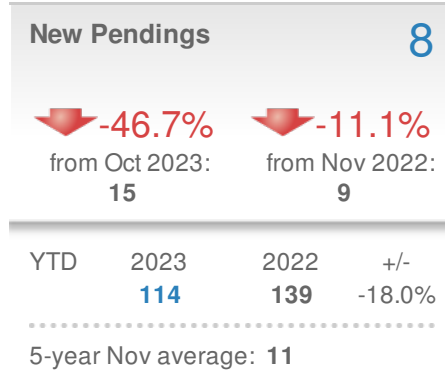 New Pendings 8
-46.7% -11.1%
from Oct 2023: from Nov 2022:
15 9
YTD 2023 2022 +/-
114 139 -18.0%
5-year Nov average: 11